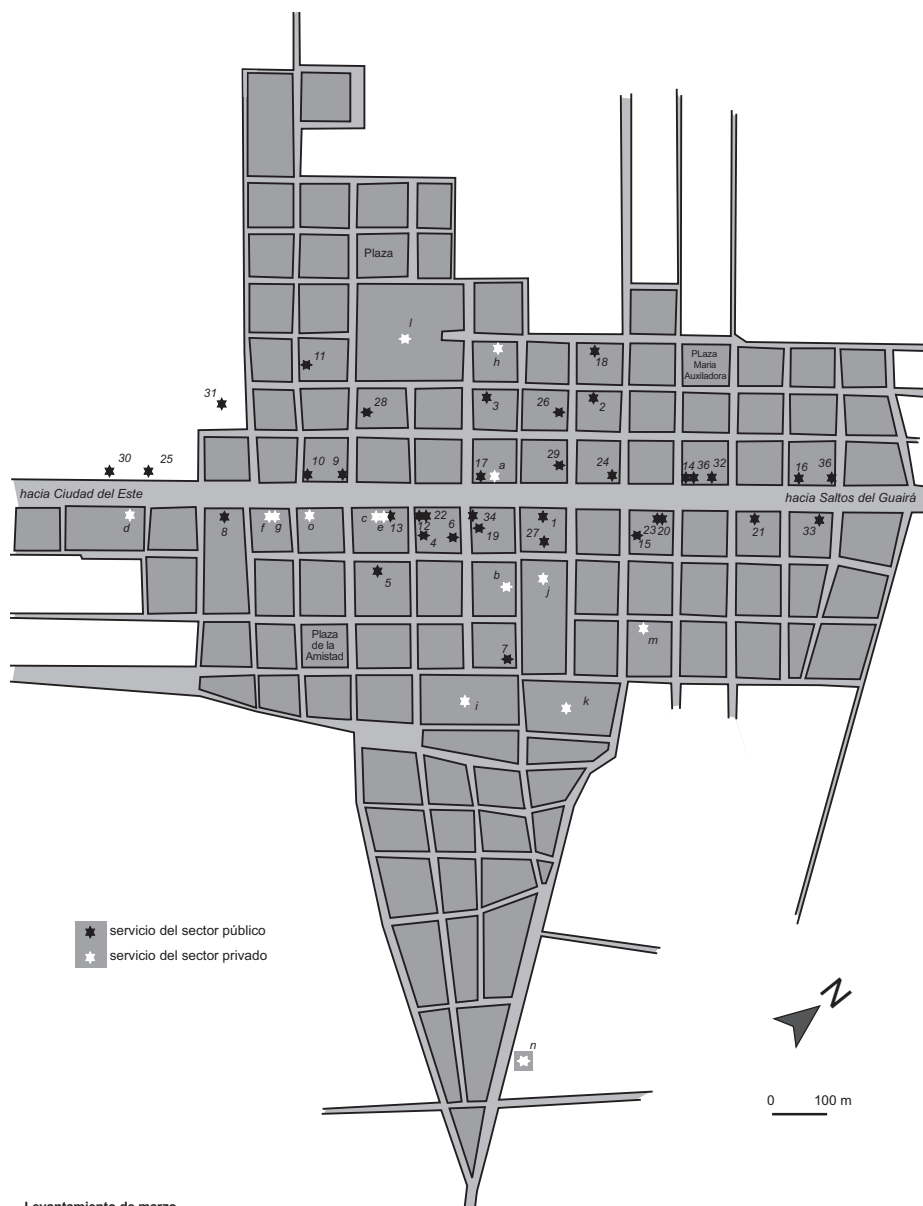 Plaza
l
11
h
18
PLaza
Maria
Auxiliadora
31
28
3
26
2
30
25
10
9
17
a
29
24
14
36
32
16
36
hacia Ciudad del Este
hacia Saltos del Guairá
d
8
f
g
o
c
e
13
22
12
4
6
34
19
1
27
23
20
15
21
33
5
b
j
Plaza
de la
Amistad
7
m
i
k
servicio del sector público
servicio del sector privado
N
n
0 100 m
Levantamiento de marzo